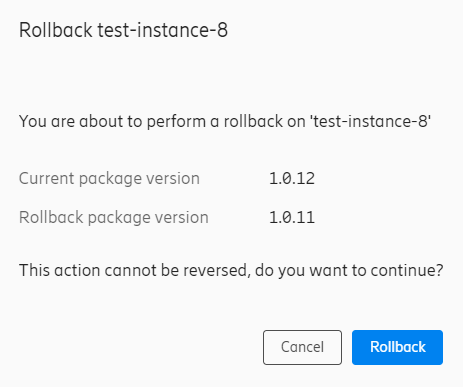 Rollback test-instance-8
You are about to perform a rollback on 'test-instance-8'
Current package version 1.0.12
Rollback package version 1.0.11
This action cannot be reversed, do you want to continue?
Cancel Rollback